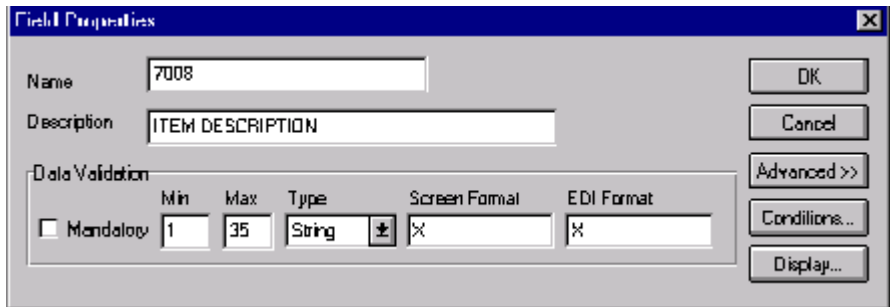 Field Properties
Name 7008 OK
Description ITEM DESCRIPTION Cancel
Data Validation Advanced >>
Min Max Type Screen Format EDI Format
Mandatory 1 35 String X X Conditions...
Display...